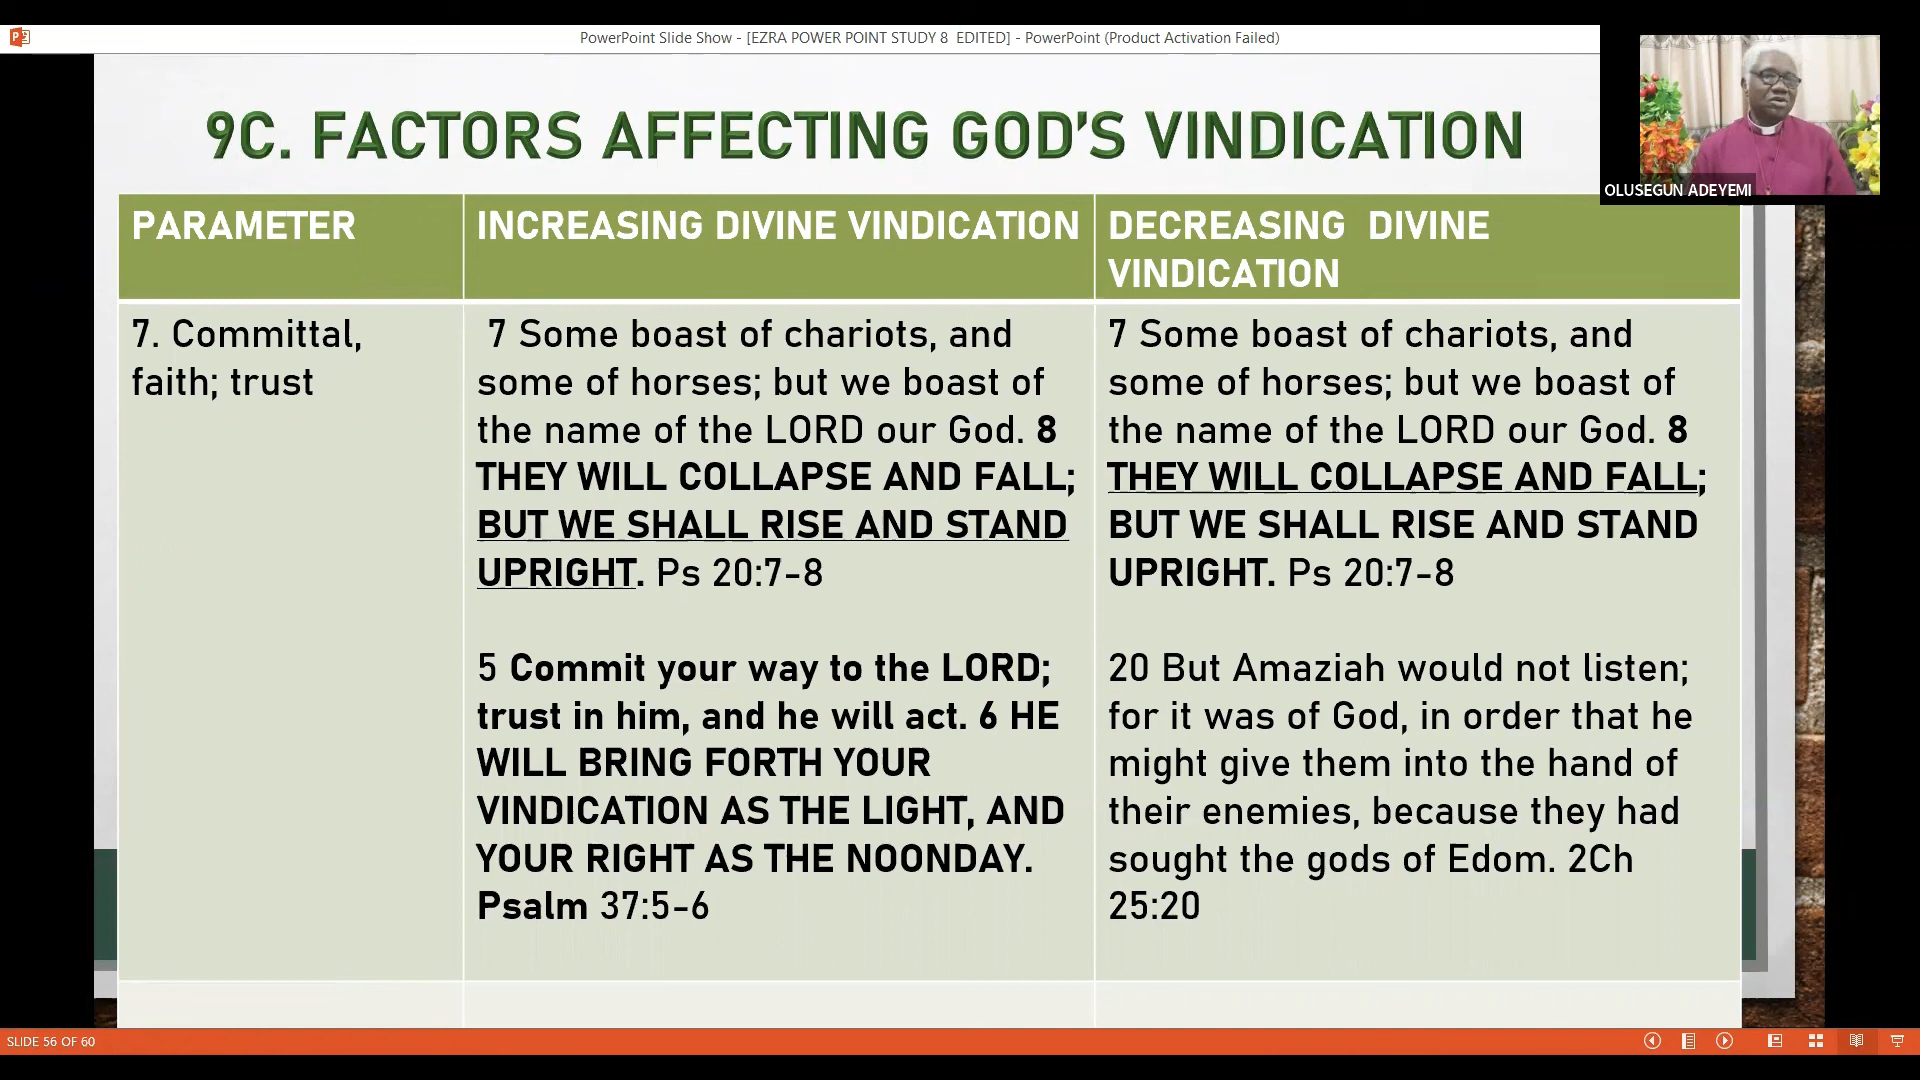 PowerPoint Slide Show - [EZRA POWER POINT STUDY 8  EDITED] - PowerPoint (Product Activation Failed)
9C. FACTORS AFFECTING GOD'S VINDICATION
OLUSEGUN ADEYEMI
PARAMETER
INCREASING DIVINE VINDICATION
DECREASING  DIVINE
VINDICATION
7. Committal,
faith; trust
7 Some boast of chariots, and
some of horses; but we boast of
the name of the LORD our God. 8
THEY WILL COLLAPSE AND FALL;
BUT WE SHALL RISE AND STAND
UPRIGHT. Ps 20:7-8
5 Commit your way to the LORD;
trust in him, and he will act. 6 HE
WILL BRING FORTH YOUR
VINDICATION AS THE LIGHT, AND
YOUR RIGHT AS THE NOONDAY.
Psalm 37:5-6
7 Some boast of chariots, and
some of horses; but we boast of
the name of the LORD our God. 8
THEY WILL COLLAPSE AND FALL;
BUT WE SHALL RISE AND STAND
UPRIGHT. Ps 20:7-8
20 But Amaziah would not listen;
for it was of God, in order that he
might give them into the hand of
their enemies, because they had
sought the gods of Edom. 2Ch
25:20
SLIDE 56 OF 60